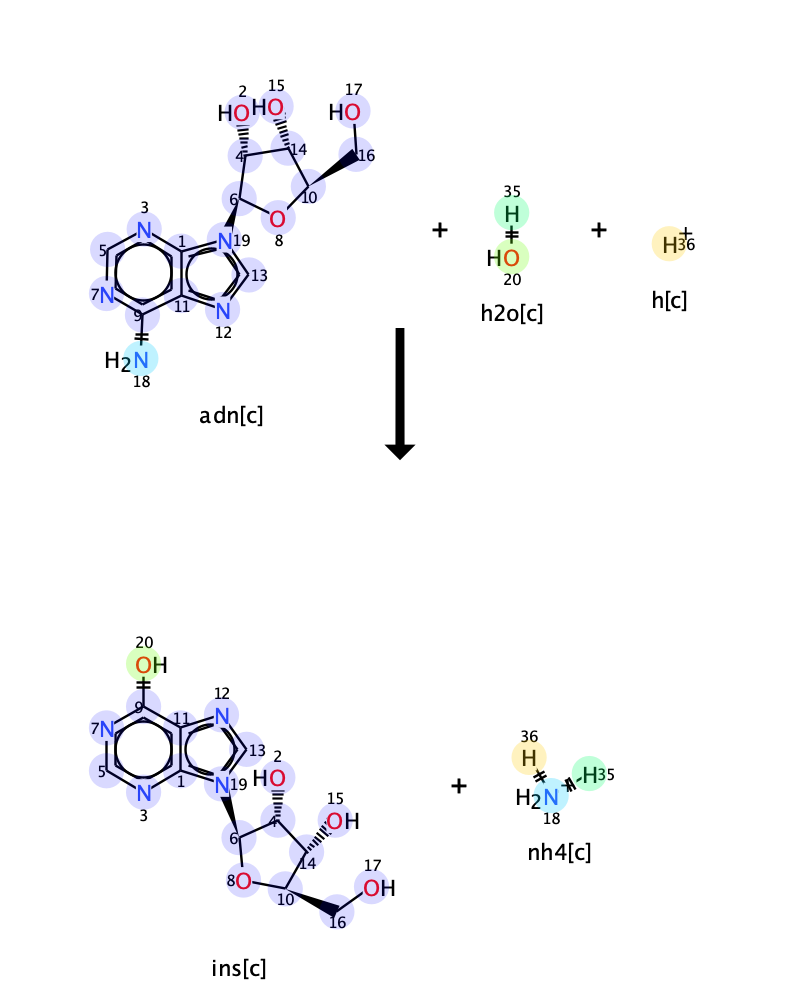 2 15 17
HO HO HO
4 14 16
6 10
3 O
N 1 N 19 8
5 13
7 N 11 N
9 12
H2N
18
adn[c]
+
35
H
HO
20
h2o[c]
+
H+ 36
h[c]
20
OH
9 12
7 N 11 N
5 13 2
N 1 N 19 HO
3 15
4 OH
6 14
8 O 17
10 OH
16
ins[c]
+
36
H
H 35
H2N
18
nh4[c]